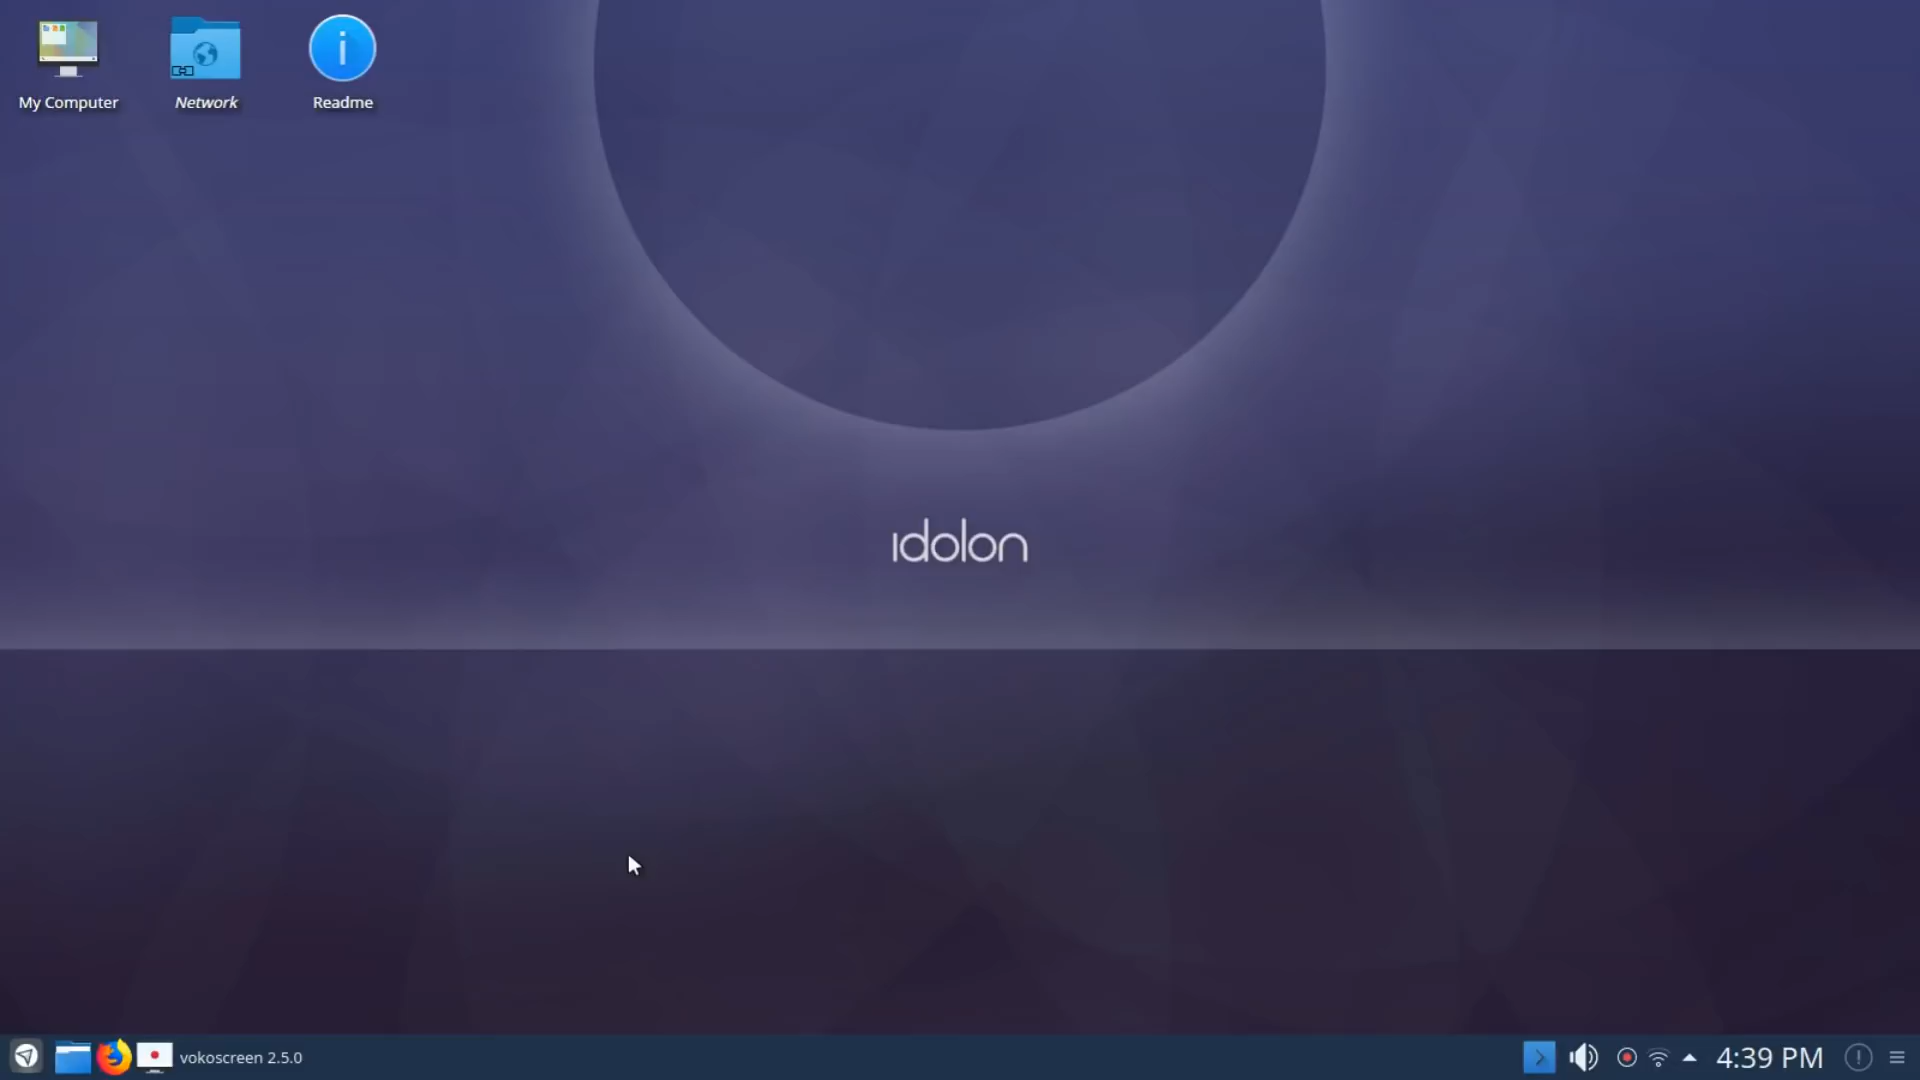 My Computer
Network
Readme
idolon
vokoscreen 2.5.0
4:39 PM